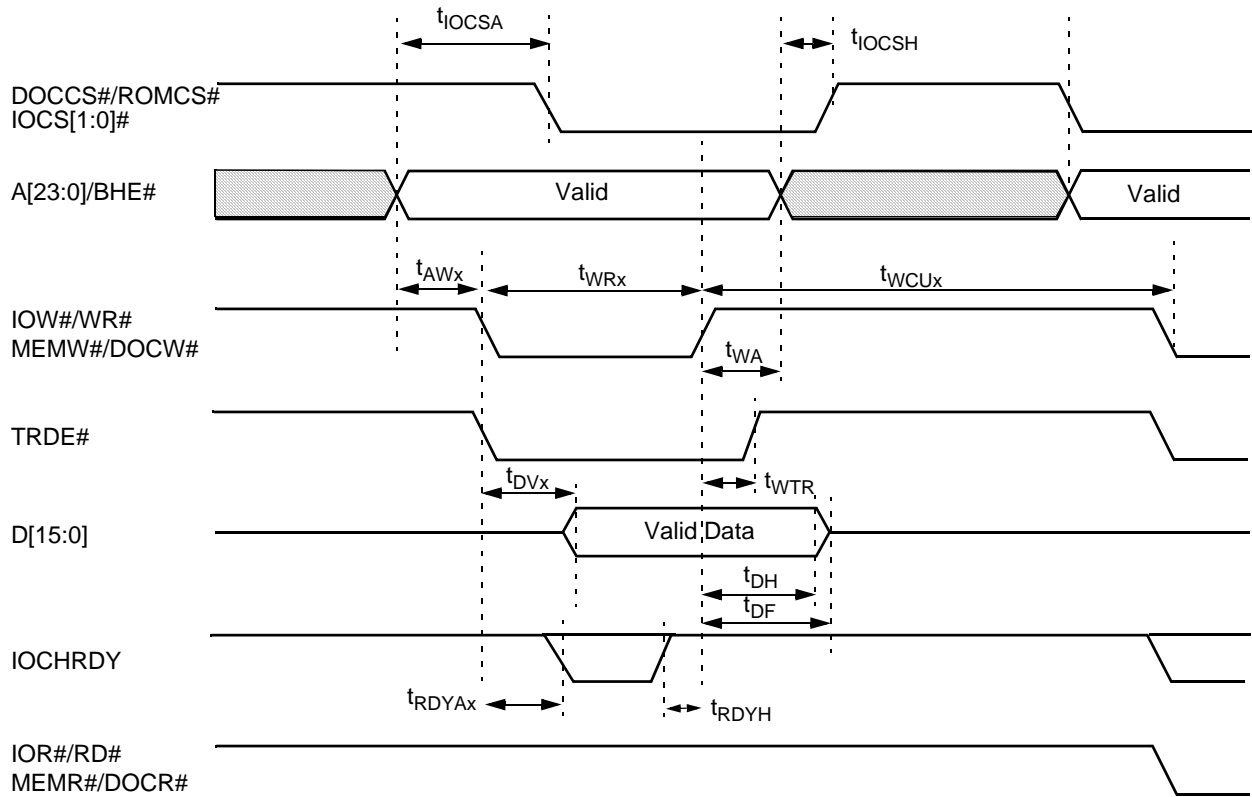 tIOCSA
tIOCSH
DOCCS#/ROMCS#
IOCS[1:0]#
A[23:0]/BHE#
Valid
Valid
tAWx
tWRx
tWCUx
IOW#/WR#
MEMW#/DOCW#
tWA
TRDE#
tDVx
tWTR
D[15:0]
Valid Data
tDH
tDF
IOCHRDY
tRDYAx
tRDYH
IOR#/RD#
MEMR#/DOCR#